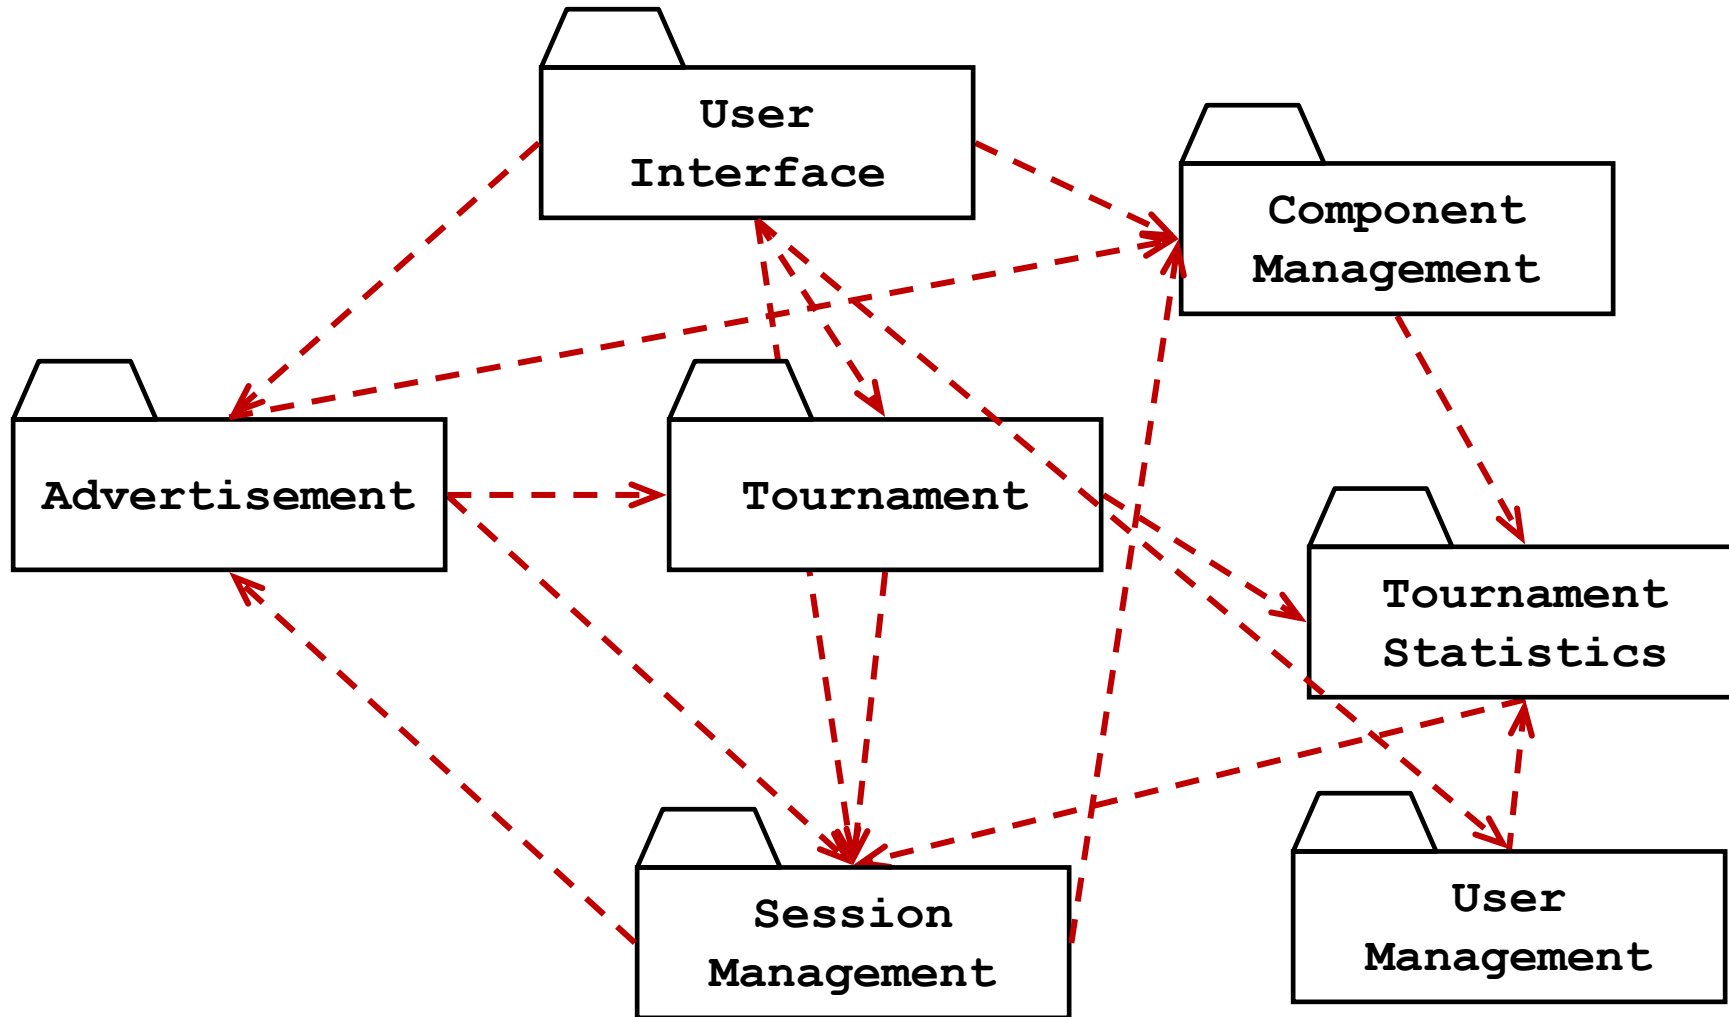 User
Interface
Component
Management
Advertisement
Tournament
Tournament
Statistics
Session
Management
User
Management